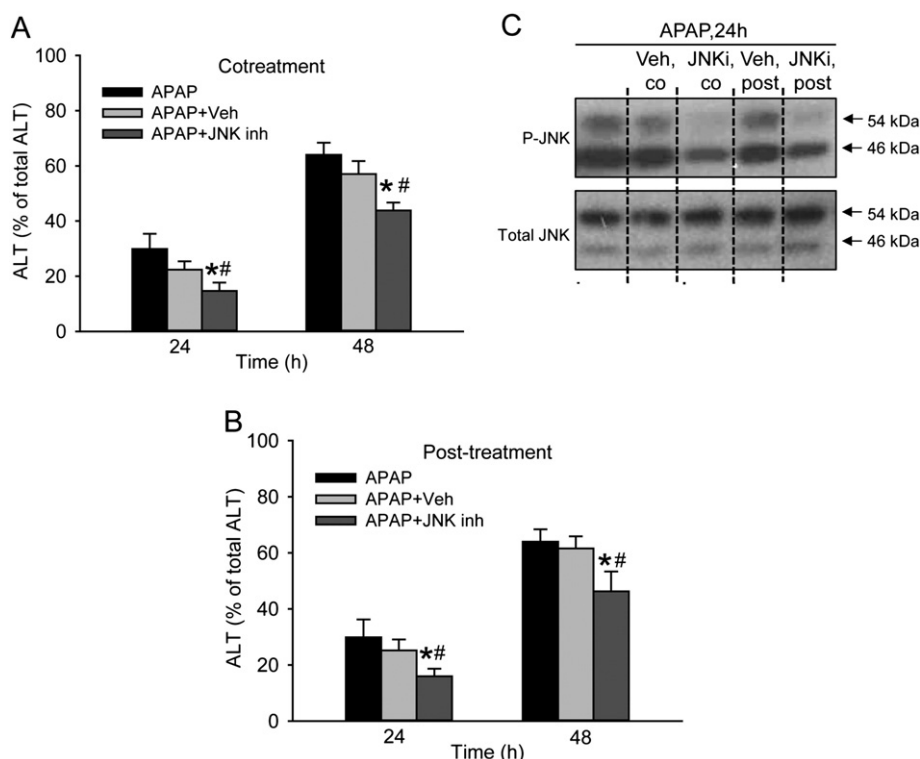 A
100
80
60
40
20
0
ALT (% of total ALT)
Cotreatment
APAP
APAP+Veh
APAP+JNK inh
*#
* #
24
48
Time (h)
C
APAP,24h
Veh, co
JNKi, co
Veh, post
JNKi, post
P-JNK
54 kDa
46 kDa
Total JNK
54 kDa
46 kDa
B
100
80
60
40
20
0
ALT (% of total ALT)
Post-treatment
APAP
APAP+Veh
APAP+JNK inh
*#
*#
24
48
Time (h)